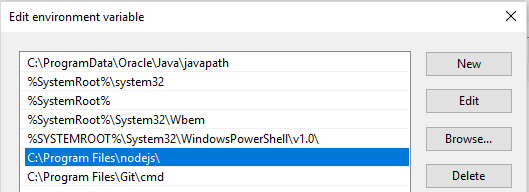 Edit environment variable
C:\ProgramData\Oracle\Java\javapath
New
%SystemRoot%\system32
%SystemRoot%
Edit
%SystemRoot%\System32\Wbem
%SYSTEMROOT%\System32\WindowsPowerShell\v1.0\
Browse...
C:\Program Files\nodejs\
C:\Program Files\Git\cmd
Delete